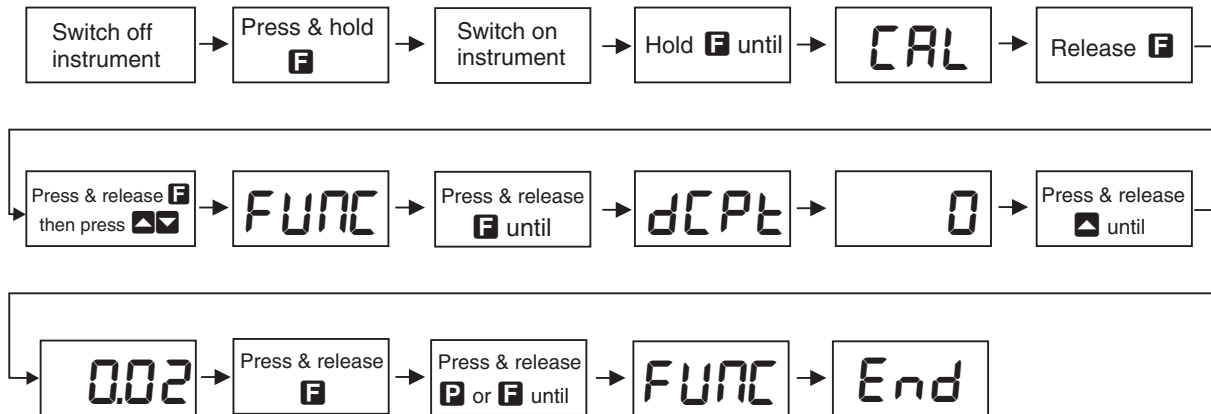 Switch off
instrument
Press & hold
F
Switch on
instrument
Hold F until
CAL
Release F
Press & release F
then press ▲▼
FUNC
Press & release
F until
dCPt
0
Press & release
▲ until
0.02
Press & release
F
Press & release
P or F until
FUNC
End